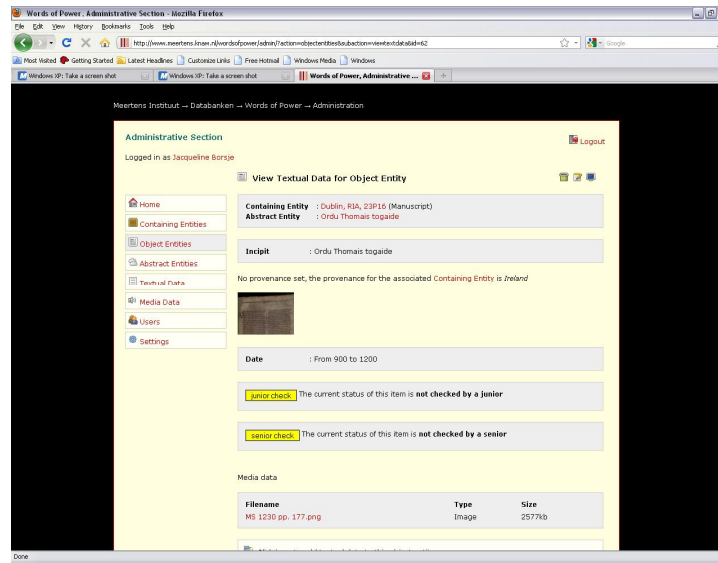 Words of Power, Administrative Section - Mozilla Firefox
File Edit View History Bookmarks Tools Help
http://www.meertens.knaw.nl/wordsofpower/admin/?action=objectentities&subaction=viewtextdata&id=62
Google
Most Visited Getting Started Latest Headlines Customize Links Free Hotmail Windows Media Windows
Windows XP: Take a screen shot Windows XP: Take a screen shot Words of Power, Administrative ...
Meertens Instituut → Databanken → Words of Power → Administration
Administrative Section
Logout
Logged in as Jacqueline Borsje
View Textual Data for Object Entity
Home
Containing Entities
Object Entities
Abstract Entities
Textual Data
Media Data
Users
Settings
Containing Entity : Dublin, RIA, 23P16 (Manuscript)
Abstract Entity : Ordu Thomais togaide
Incipit : Ordu Thomais togaide
No provenance set, the provenance for the associated Containing Entity is Ireland
Date : From 900 to 1200
junior check The current status of this item is not checked by a junior
senior check The current status of this item is not checked by a senior
Media data
Filename Type Size
MS 1230 pp. 177.png Image 2577kb
Done